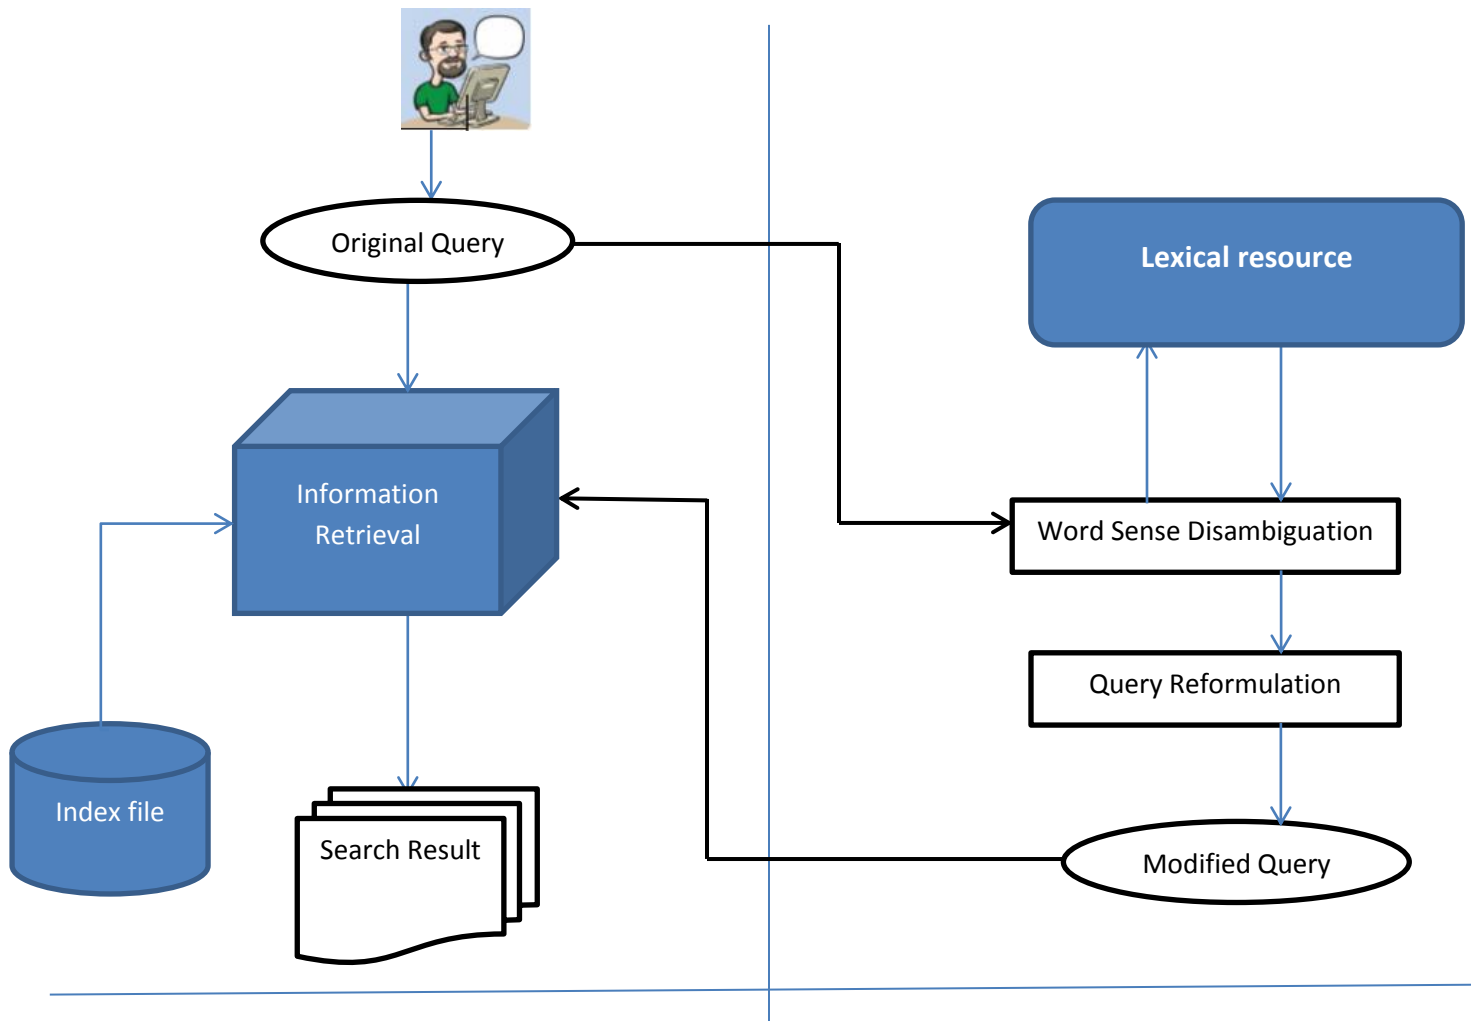 Original Query
Lexical resource
Information
Retrieval
Word Sense Disambiguation
Query Reformulation
Index file
Search Result
Modified Query